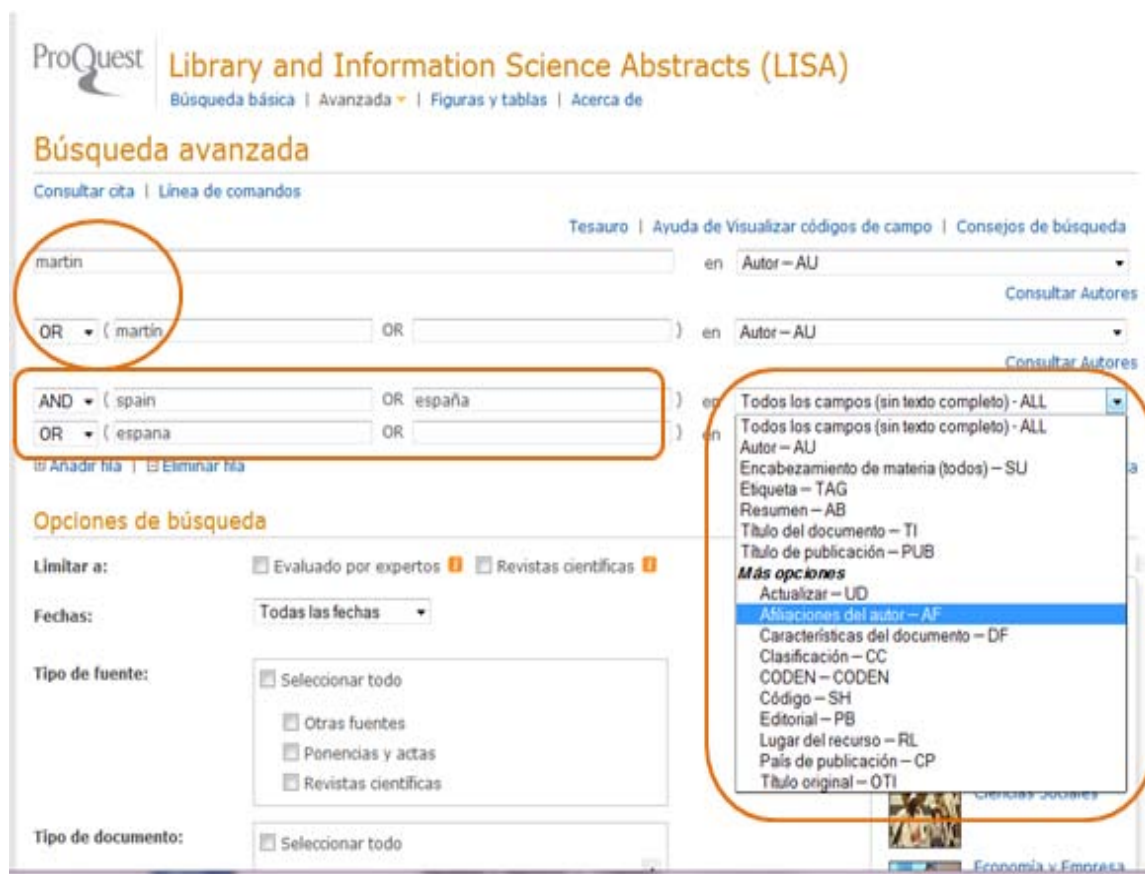 ProQuest
Library and Information Science Abstracts (LISA)
Búsqueda básica | Avanzada | Figuras y tablas | Acerca de
Búsqueda avanzada
Consultar cita | Línea de comandos
Tesauro | Ayuda de Visualizar códigos de campo | Consejos de búsqueda
martin en Autor – AU
Consultar Autores
OR ( martín OR ) en Autor – AU
Consultar Autores
AND ( spain OR españa ) en Todos los campos (sin texto completo) - ALL
OR ( espana OR ) en
Todos los campos (sin texto completo) - ALL
Autor – AU
Encabezamiento de materia (todos) – SU
Etiqueta – TAG
Resumen – AB
Título del documento – TI
Título de publicación – PUB
Más opciones
Actualizar – UD
Afiliaciones del autor – AF
Características del documento – DF
Clasificación – CC
CODEN – CODEN
Código – SH
Editorial – PB
Lugar del recurso – RL
País de publicación – CP
Título original – OTI
Añadir fila | Eliminar fila
Opciones de búsqueda
Limitar a: Evaluado por expertos Revistas científicas
Fechas: Todas las fechas
Tipo de fuente: Seleccionar todo
Otras fuentes
Ponencias y actas
Revistas científicas
Tipo de documento: Seleccionar todo
Ciencias Sociales
Economía y Empresa